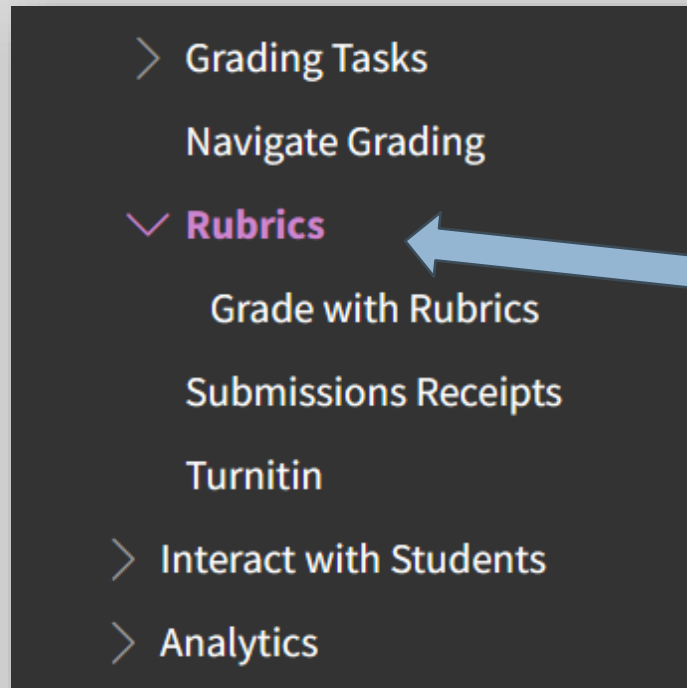 Grading Tasks
Navigate Grading
Rubrics
Grade with Rubrics
Submissions Receipts
Turnitin
Interact with Students
Analytics